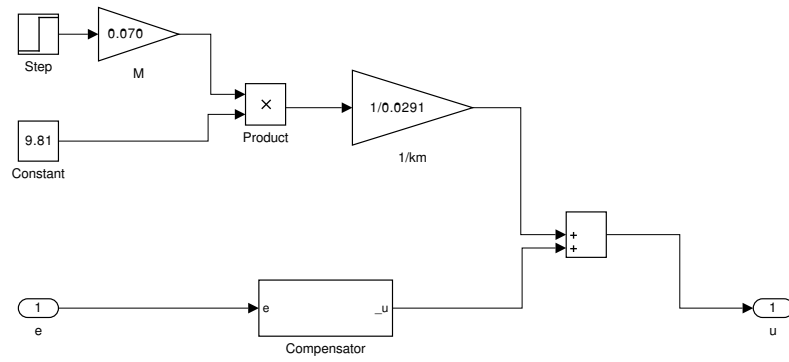 0.070
Step
M
×
1/0.0291
9.81
Product
Constant
1/km
+
+
1
e
_u
1
e
Compensator
u